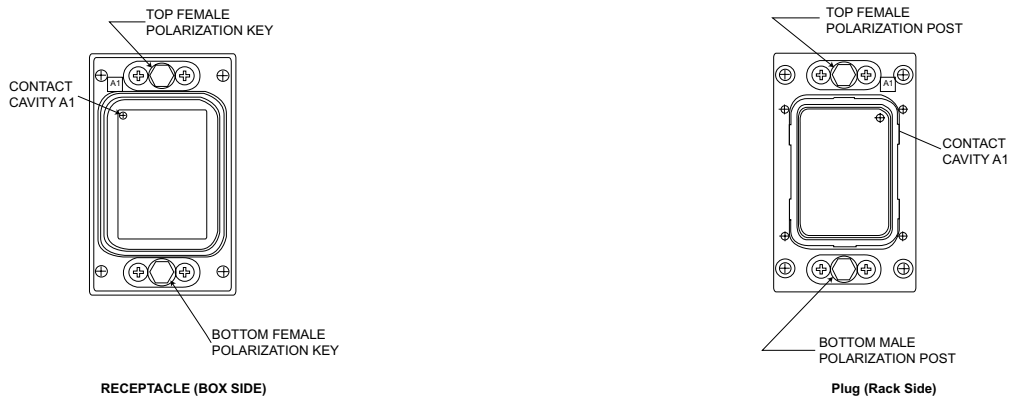 TOP FEMALE
POLARIZATION KEY
A1
CONTACT
CAVITY A1
BOTTOM FEMALE
POLARIZATION KEY
RECEPTACLE (BOX SIDE)
TOP FEMALE
POLARIZATION POST
A1
CONTACT
CAVITY A1
BOTTOM MALE
POLARIZATION POST
Plug (Rack Side)